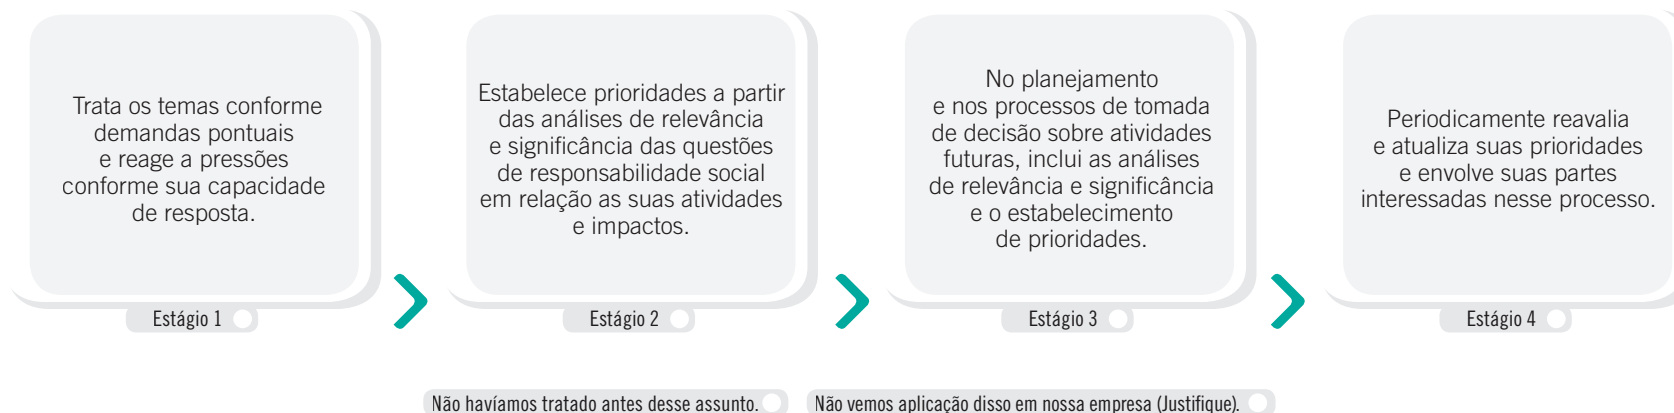 Trata os temas conforme
demandas pontuais
e reage a pressões
conforme sua capacidade
de resposta.
Estágio 1
Estabelece prioridades a partir
das análises de relevância
e significância das questões
de responsabilidade social
em relação as suas atividades
e impactos.
Estágio 2
No planejamento
e nos processos de tomada
de decisão sobre atividades
futuras, inclui as análises
de relevância e significância
e o estabelecimento
de prioridades.
Estágio 3
Periodicamente reavalia
e atualiza suas prioridades
e envolve suas partes
interessadas nesse processo.
Estágio 4
Não havíamos tratado antes desse assunto.
Não vemos aplicação disso em nossa empresa (Justifique).